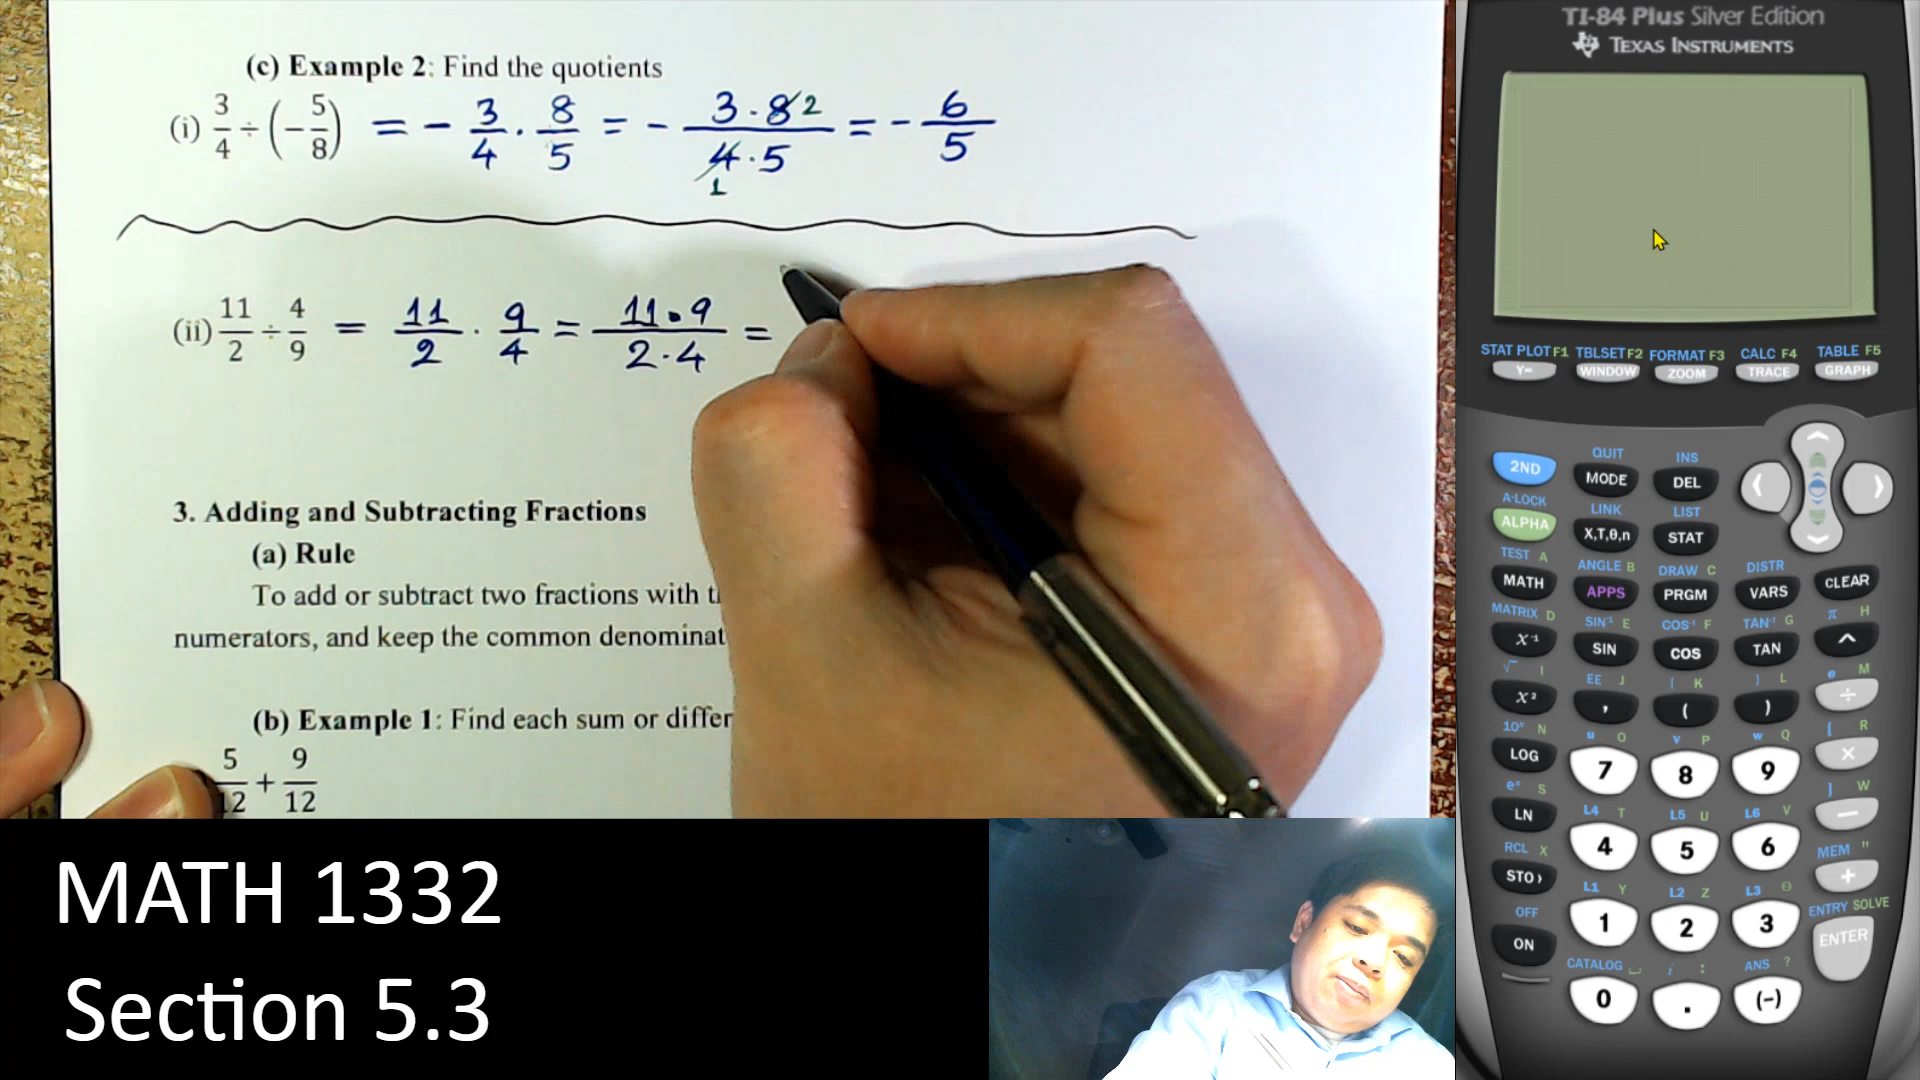 (c) Example 2: Find the quotients
(i) 3/4 ÷ (−5/8) = − 3/4 · 8/5 = − 3 · 8 2 / 4 · 5 1 = − 6/5
(ii) 11/2 ÷ 4/9 = 11/2 · 9/4 = 11 · 9 / 2 · 4 =
3. Adding and Subtracting Fractions
(a) Rule
To add or subtract two fractions with
numerators, and keep the common
(b) Example 1: Find each sum or
5/12 + 9/12
MATH 1332
Section 5.3
TI-84 Plus Silver Edition
TEXAS INSTRUMENTS
STAT PLOT F1 TBLSET F2 FORMAT F3 CALC F4 TABLE F5
Y= WINDOW ZOOM TRACE GRAPH
QUIT INS
2ND MODE DEL
A-LOCK LINK LIST
ALPHA X,T,θ,n STAT
TEST A ANGLE B DRAW C DISTR
MATH APPS PRGM VARS CLEAR
MATRIX D SIN⁻¹ E COS⁻¹ F TAN⁻¹ G π H
X⁻¹ SIN COS TAN ^
√ I EE J { K } L e M
X² , ( ) ÷
10ˣ N u O v P w Q [ R
LOG 7 8 9 ×
eˣ S L4 T L5 U L6 V ] W
LN 4 5 6 −
RCL X L1 Y L2 Z L3 θ MEM "
STO› 1 2 3 +
OFF CATALOG ⎵ i : ANS ? ENTRY SOLVE
ON 0 . (−) ENTER